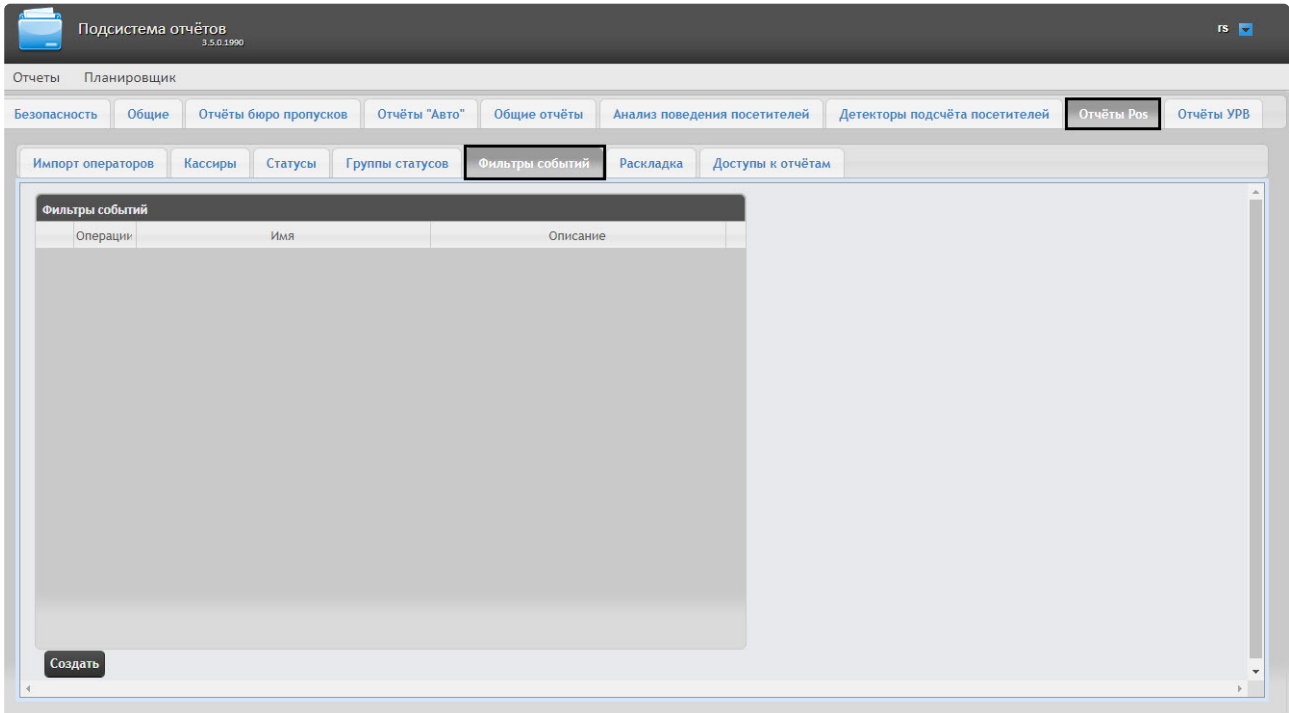 Подсистема отчётов
3.5.0.1990
rs
Отчеты Планировщик
Безопасность Общие Отчёты бюро пропусков Отчёты "Авто" Общие отчёты Анализ поведения посетителей Детекторы подсчёта посетителей Отчёты Pos Отчёты УРВ
Импорт операторов Кассиры Статусы Группы статусов Фильтры событий Раскладка Доступы к отчётам
Фильтры событий
Операции Имя Описание
Создать